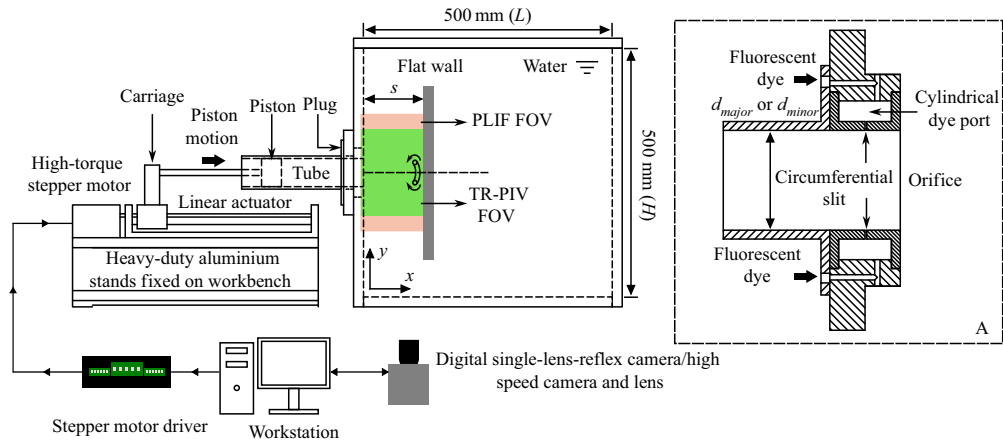 500 mm (L)
Flat wall
Water
s
Carriage
Piston
motion
Piston
Plug
PLIF FOV
High-torque
stepper motor
Tube
500 mm (H)
Linear actuator
TR-PIV
FOV
Heavy-duty aluminium
stands fixed on workbench
y
x
Digital single-lens-reflex camera/high
speed camera and lens
Stepper motor driver
Workstation
Fluorescent
dye
d major or d minor
Cylindrical
dye port
Circumferential
slit
Orifice
Fluorescent
dye
A